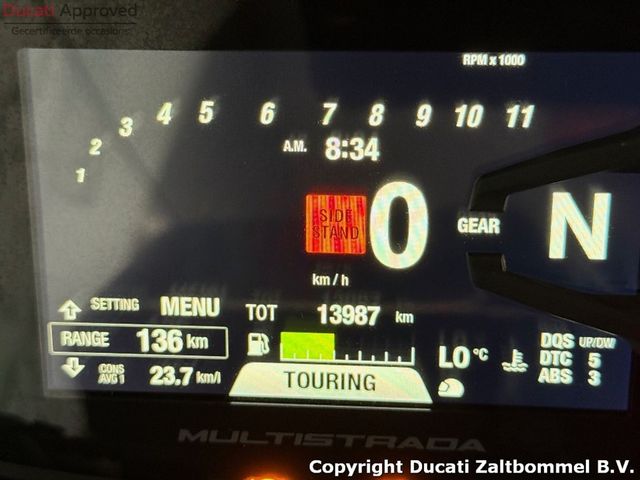 Ducati Approved
Gecertificeerde occasions
RPM x 1000
1 2 3 4 5 6 7 8 9 10 11
A.M. 8:34
SIDE STAND
0
km / h
GEAR N
SETTING MENU
TOT 13987 km
RANGE 136 km
CONS AVG 1 23.7 km/l
TOURING
LO °C
DQS UP/DW
DTC 5
ABS 3
MULTISTRADA
Copyright Ducati Zaltbommel B.V.